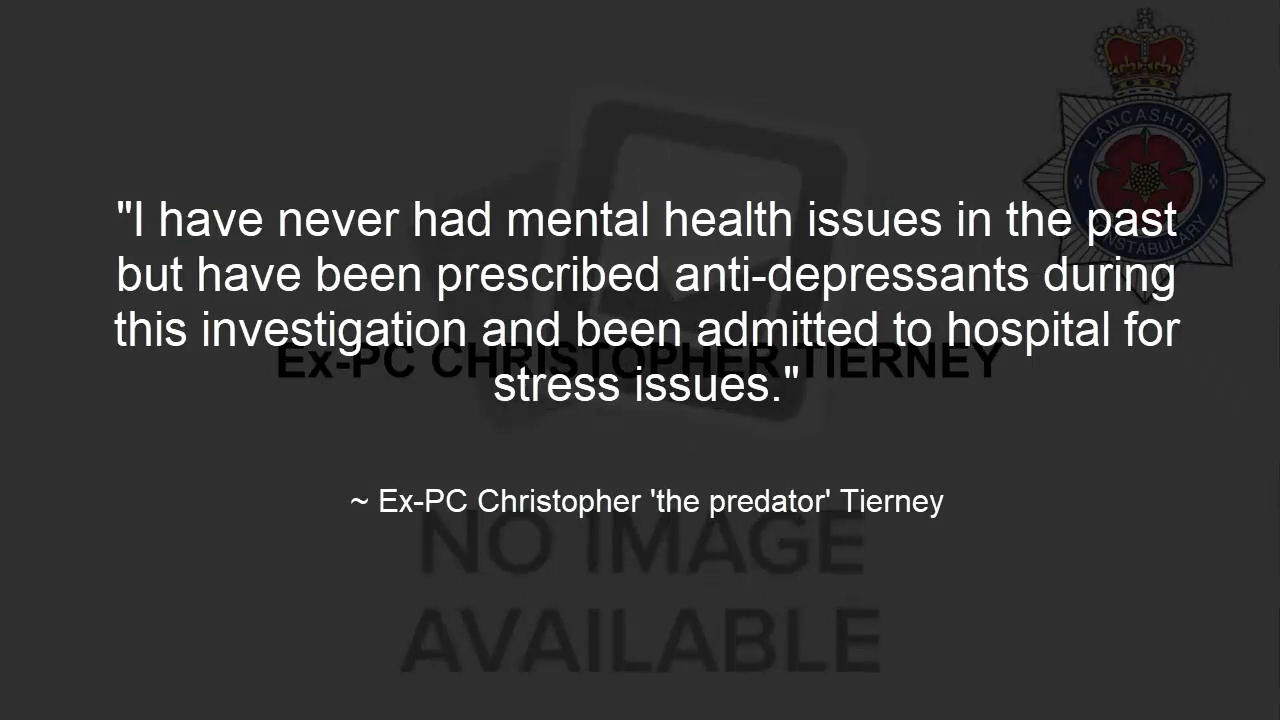 LANCASHIRE
CONSTABULARY
"I have never had mental health issues in the past
but have been prescribed anti-depressants during
this investigation and been admitted to hospital for
stress issues."
Ex-PC CHRISTOPHER TIERNEY
~ Ex-PC Christopher 'the predator' Tierney
NO IMAGE
AVAILABLE